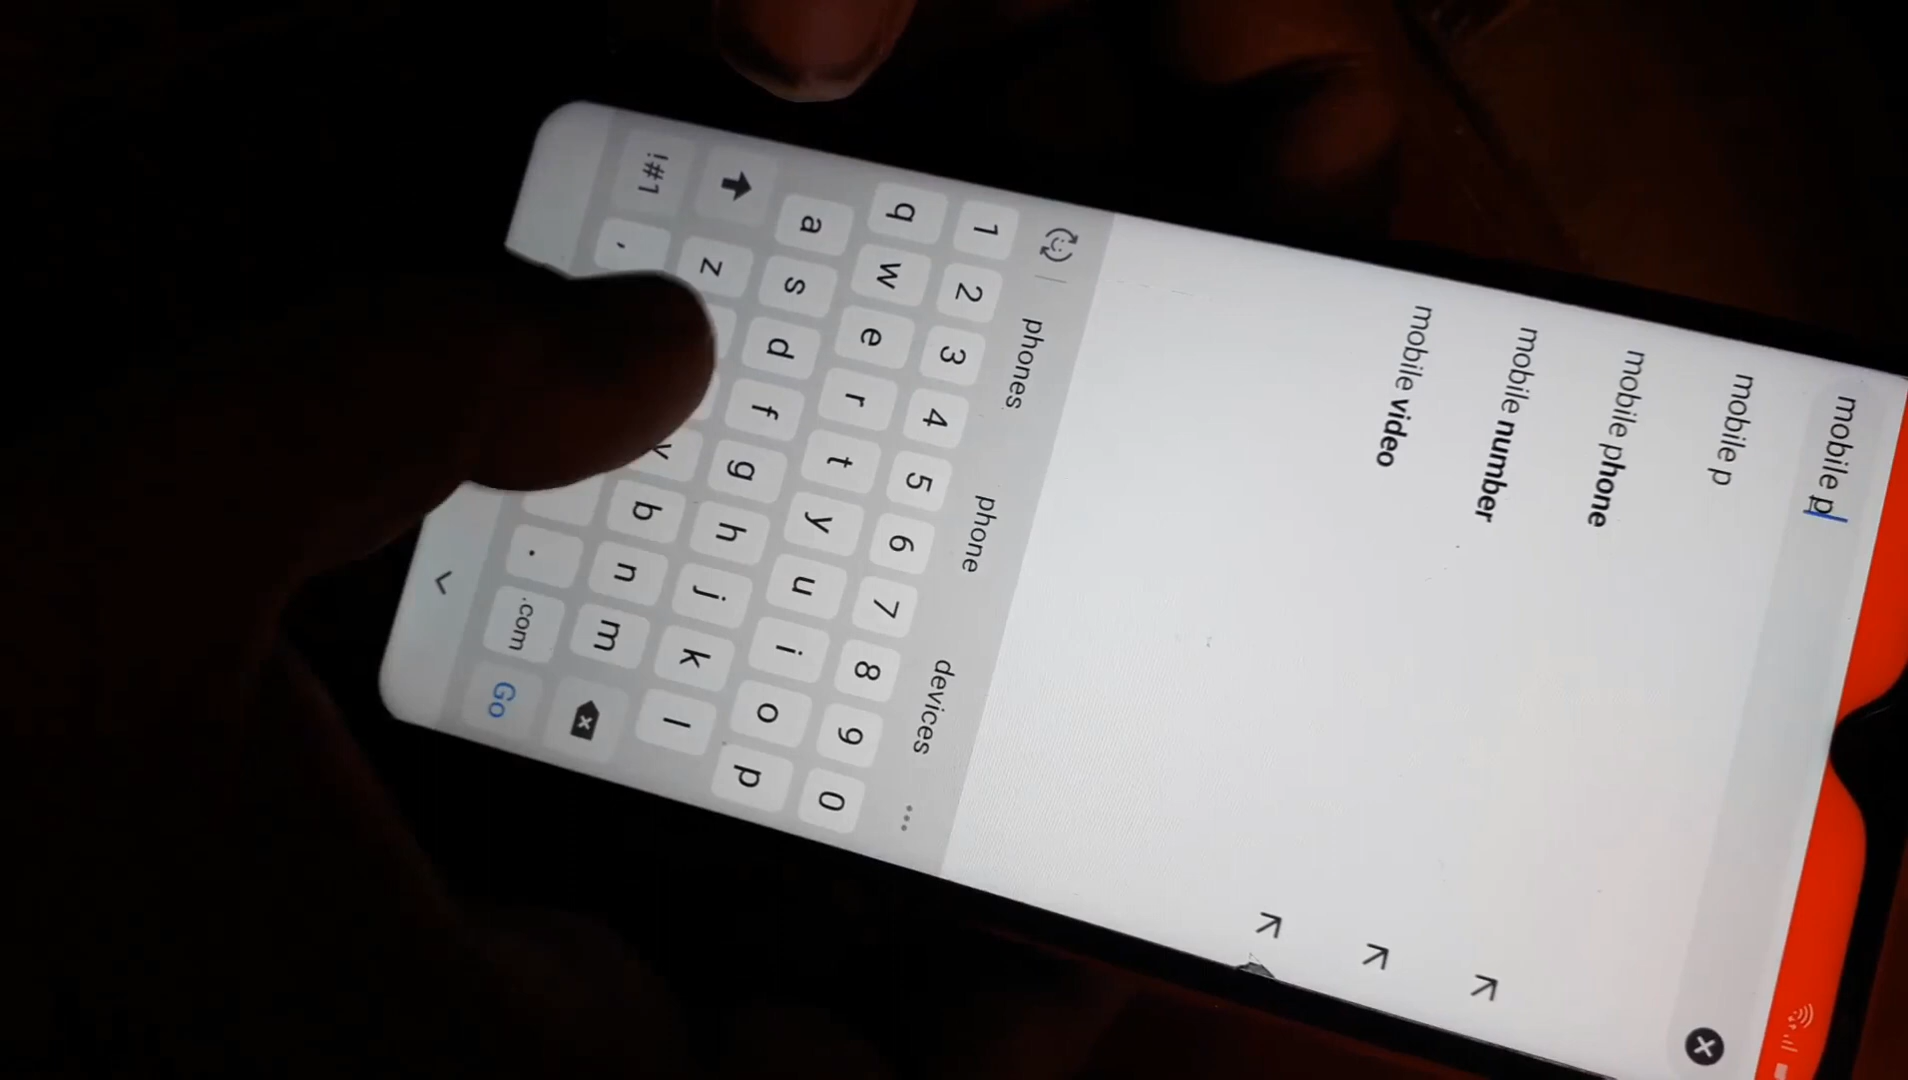 mobile p
mobile p
mobile phone
mobile number
mobile video
phones phone devices ...
1 2 3 4 5 6 7 8 9 0
q w e r t y u i o p
a s d f g h j k l
z v b n m
!#1 , . .com Go